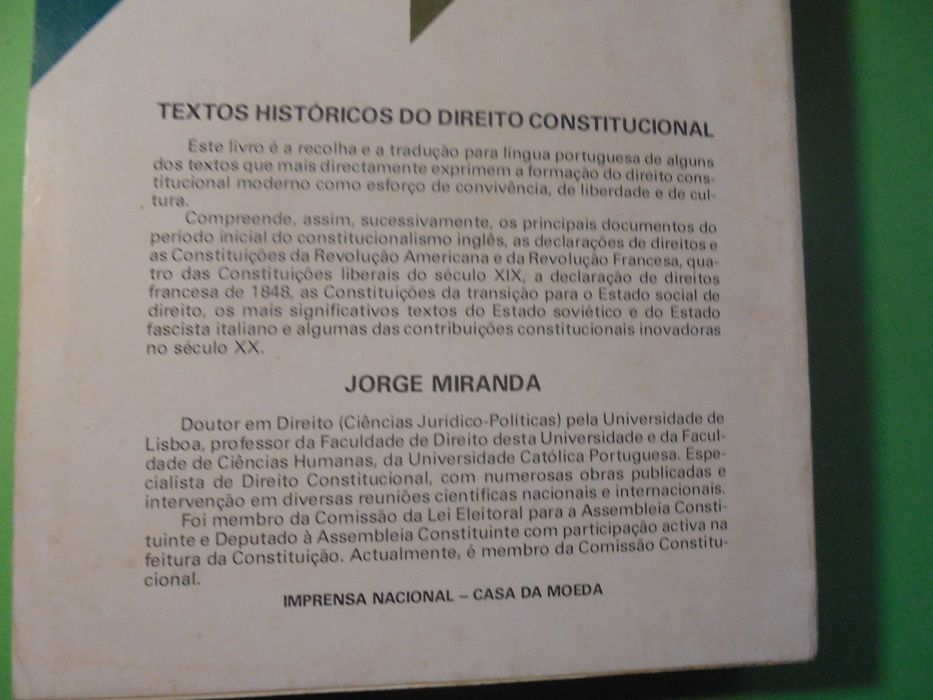 TEXTOS HISTÓRICOS DO DIREITO CONSTITUCIONAL
Este livro é a recolha e a tradução para língua portuguesa de alguns
dos textos que mais directamente exprimem a formação do direito cons-
titucional moderno como esforço de convivência, de liberdade e de cul-
tura.
Compreende, assim, sucessivamente, os principais documentos do
período inicial do constitucionalismo inglês, as declarações de direitos e
as Constituições da Revolução Americana e da Revolução Francesa, qua-
tro das Constituições liberais do século XIX, a declaração de direitos
francesa de 1848, as Constituições da transição para o Estado social de
direito, os mais significativos textos do Estado soviético e do Estado
fascista italiano e algumas das contribuições constitucionais inovadoras
no século XX.
JORGE MIRANDA
Doutor em Direito (Ciências Jurídico-Políticas) pela Universidade de
Lisboa, professor da Faculdade de Direito desta Universidade e da Facul-
dade de Ciências Humanas, da Universidade Católica Portuguesa. Espe-
cialista de Direito Constitucional, com numerosas obras publicadas e
intervenção em diversas reuniões científicas nacionais e internacionais.
Foi membro da Comissão da Lei Eleitoral para a Assembleia Consti-
tuinte e Deputado à Assembleia Constituinte com participação activa na
feitura da Constituição. Actualmente, é membro da Comissão Constitu-
cional.
IMPRENSA NACIONAL – CASA DA MOEDA